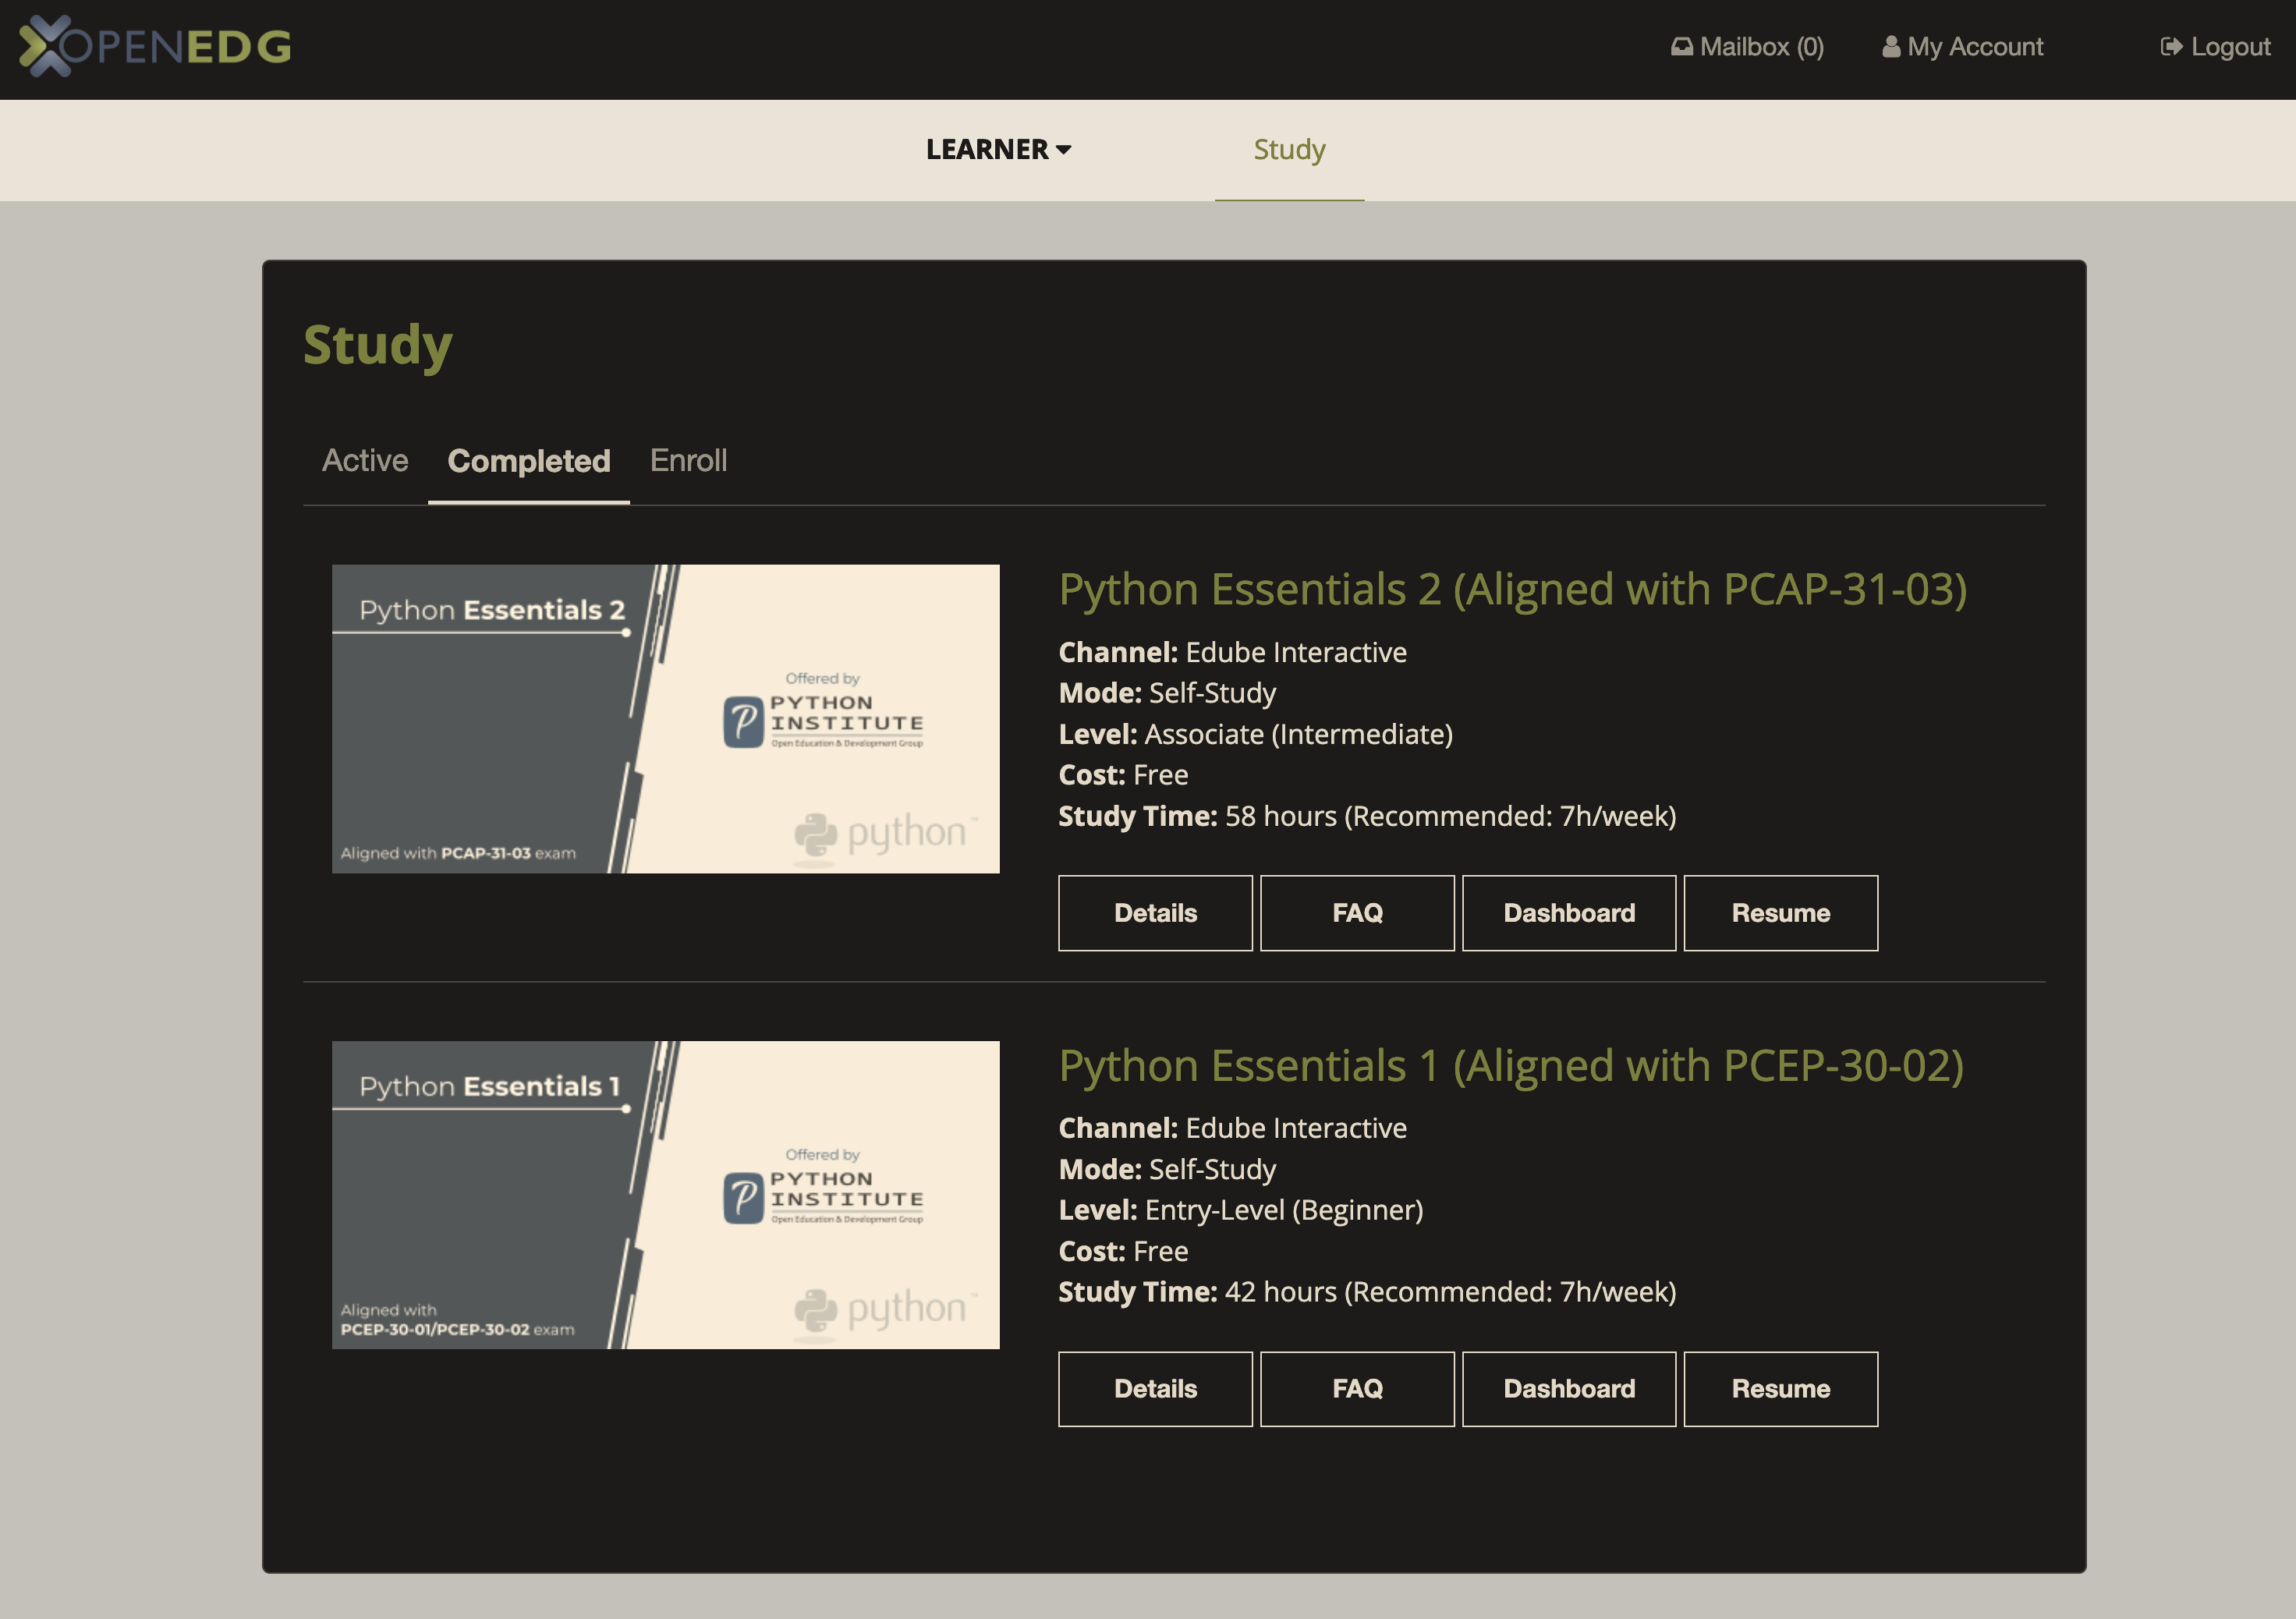 OPENEDG
Mailbox (0)
My Account
Logout
LEARNER
Study
Study
Active
Completed
Enroll
Python Essentials 2
Offered by
PYTHON
INSTITUTE
Open Education & Development Group
python™
Aligned with PCAP-31-03 exam
Python Essentials 2 (Aligned with PCAP-31-03)
Channel: Edube Interactive
Mode: Self-Study
Level: Associate (Intermediate)
Cost: Free
Study Time: 58 hours (Recommended: 7h/week)
Details
FAQ
Dashboard
Resume
Python Essentials 1
Offered by
PYTHON
INSTITUTE
Open Education & Development Group
python™
Aligned with
PCEP-30-01/PCEP-30-02 exam
Python Essentials 1 (Aligned with PCEP-30-02)
Channel: Edube Interactive
Mode: Self-Study
Level: Entry-Level (Beginner)
Cost: Free
Study Time: 42 hours (Recommended: 7h/week)
Details
FAQ
Dashboard
Resume